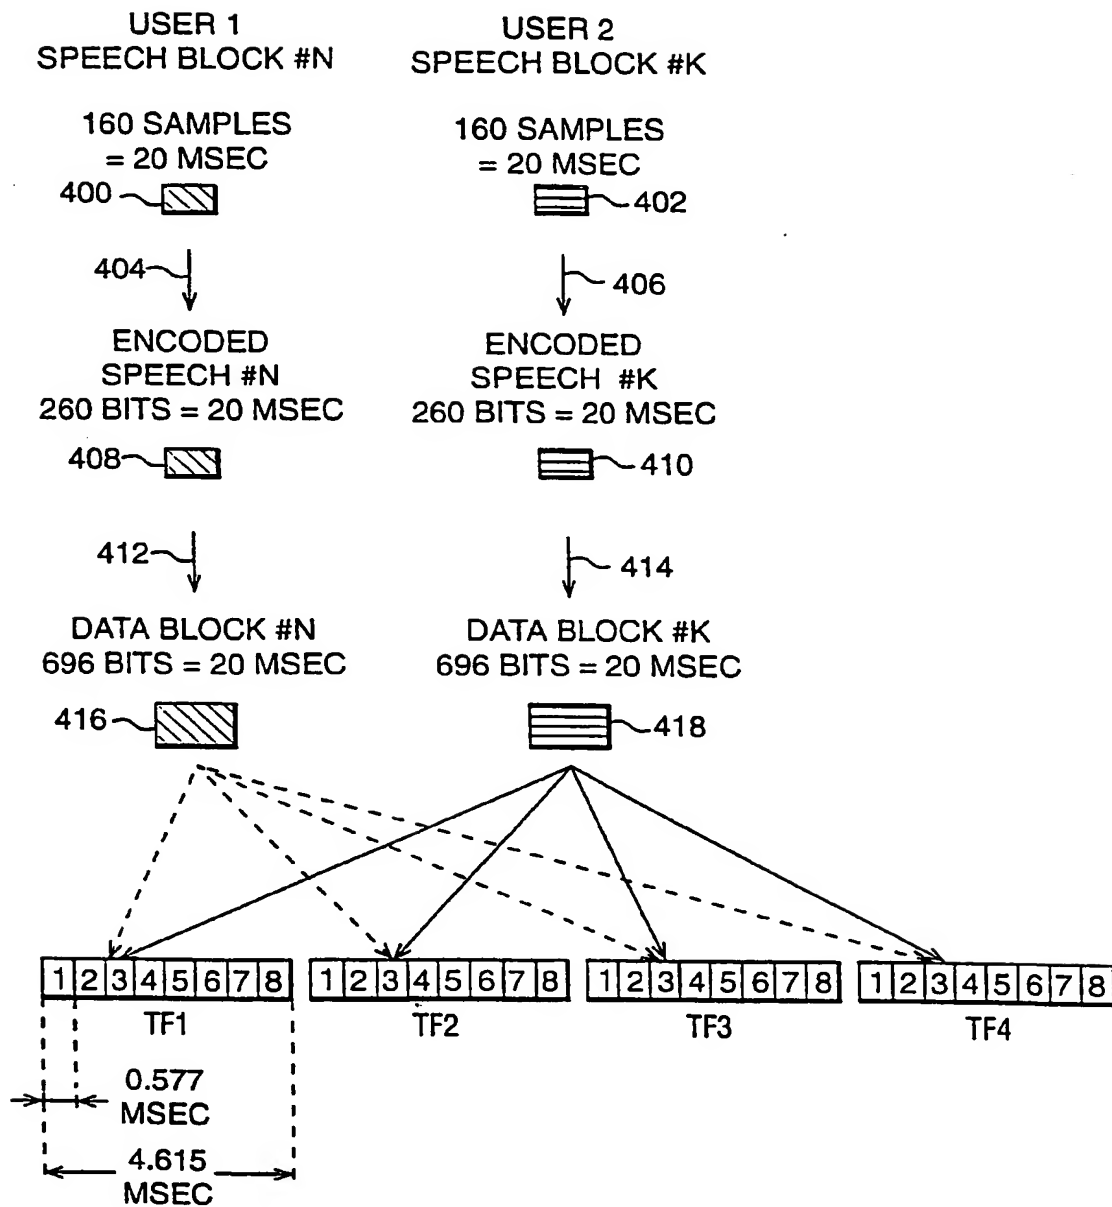 USER 1
SPEECH BLOCK #N
USER 2
SPEECH BLOCK #K
160 SAMPLES
= 20 MSEC
160 SAMPLES
= 20 MSEC
400
402
404
406
ENCODED
SPEECH #N
260 BITS = 20 MSEC
ENCODED
SPEECH #K
260 BITS = 20 MSEC
408
410
412
414
DATA BLOCK #N
696 BITS = 20 MSEC
DATA BLOCK #K
696 BITS = 20 MSEC
416
418
1 2 3 4 5 6 7 8
1 2 3 4 5 6 7 8
1 2 3 4 5 6 7 8
1 2 3 4 5 6 7 8
TF1
TF2
TF3
TF4
0.577
MSEC
4.615
MSEC